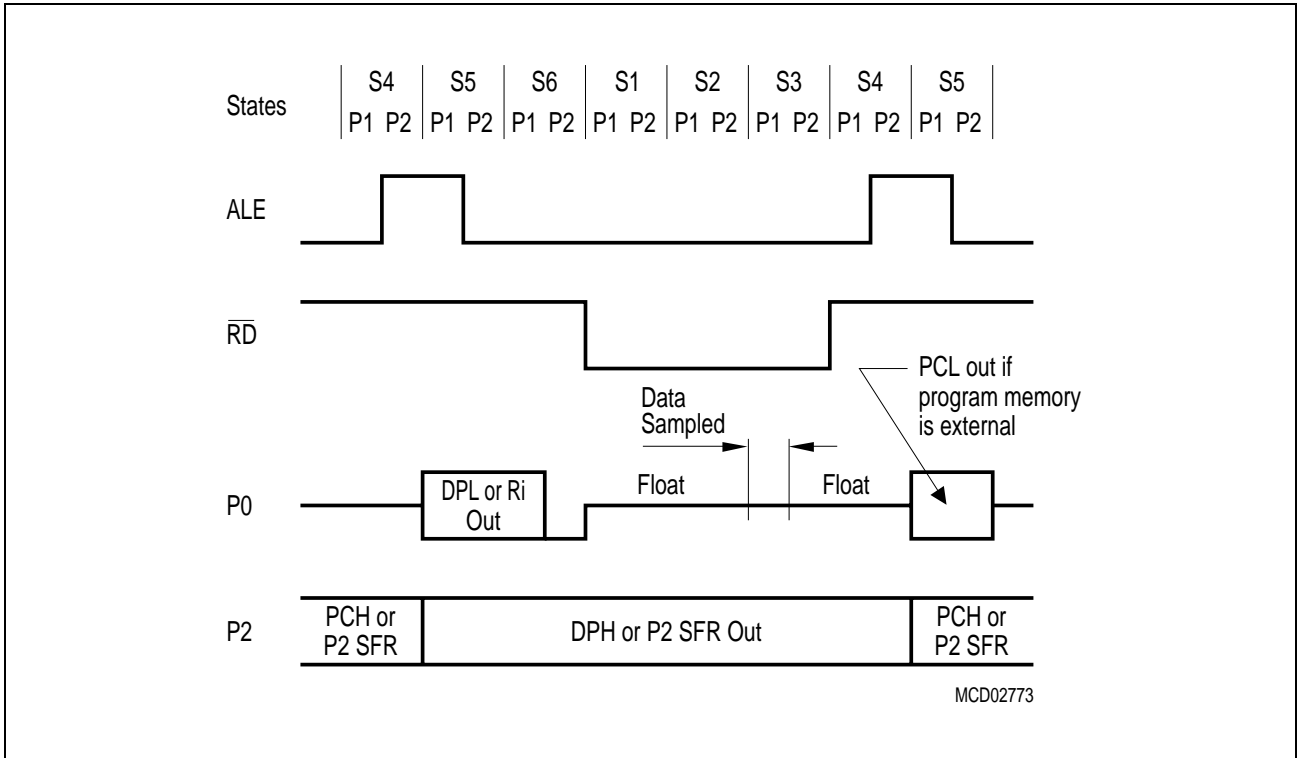 States
S4 S5 S6 S1 S2 S3 S4 S5
P1 P2 P1 P2 P1 P2 P1 P2 P1 P2 P1 P2 P1 P2 P1 P2
ALE
RD
PCL out if
program memory
is external
Data
Sampled
P0
DPL or Ri
Out
Float
Float
P2
PCH or
P2 SFR
DPH or P2 SFR Out
PCH or
P2 SFR
MCD02773